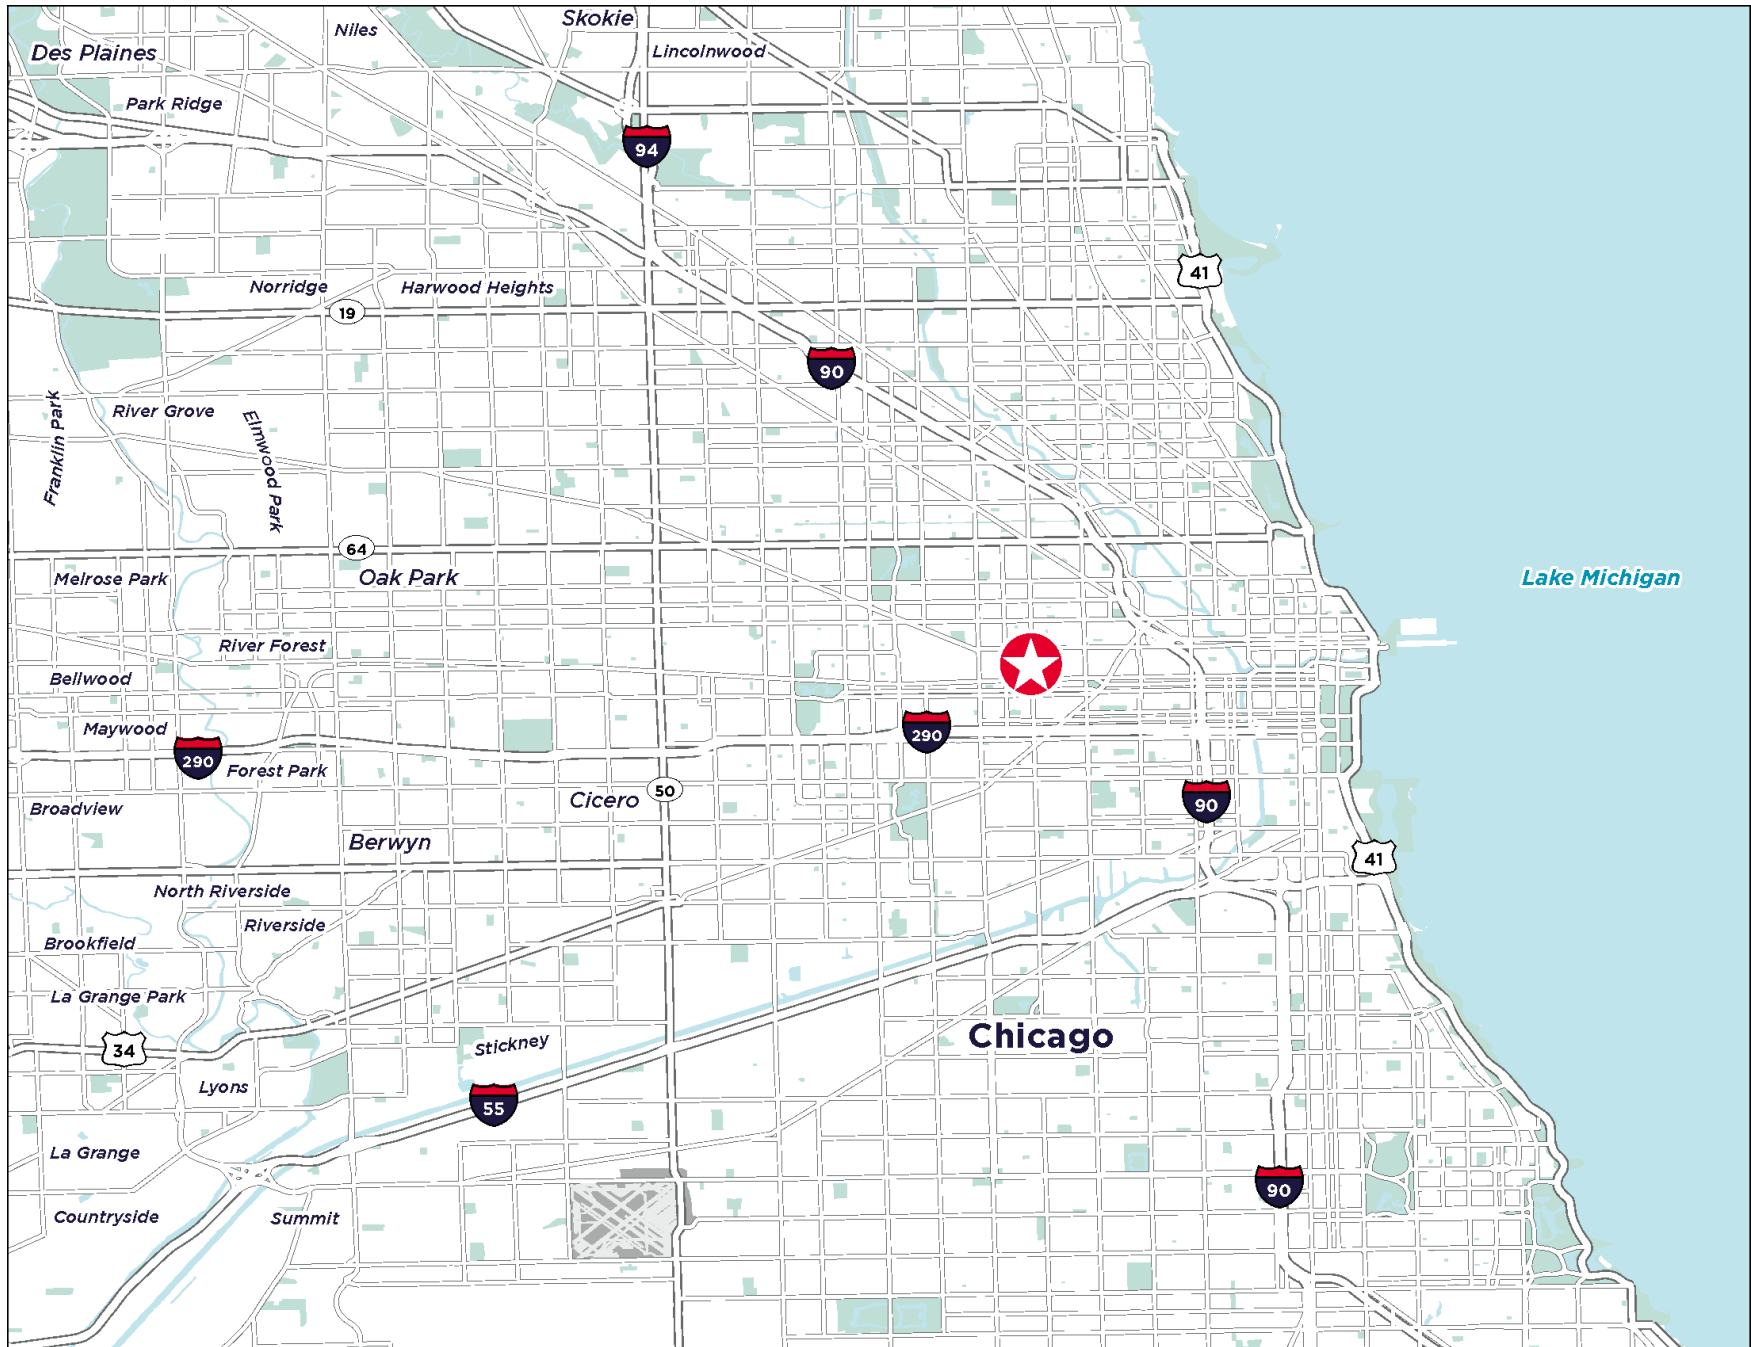 Skokie
Niles
Lincolnwood
Des Plaines
Park Ridge
94
41
Norridge
Harwood Heights
19
90
Franklin Park
River Grove
Elmwood Park
64
Melrose Park
Oak Park
Lake Michigan
River Forest
Bellwood
Maywood
290
290
Forest Park
Broadview
Cicero
50
90
Berwyn
41
North Riverside
Riverside
Brookfield
La Grange Park
34
Stickney
Chicago
Lyons
55
La Grange
90
Countryside
Summit